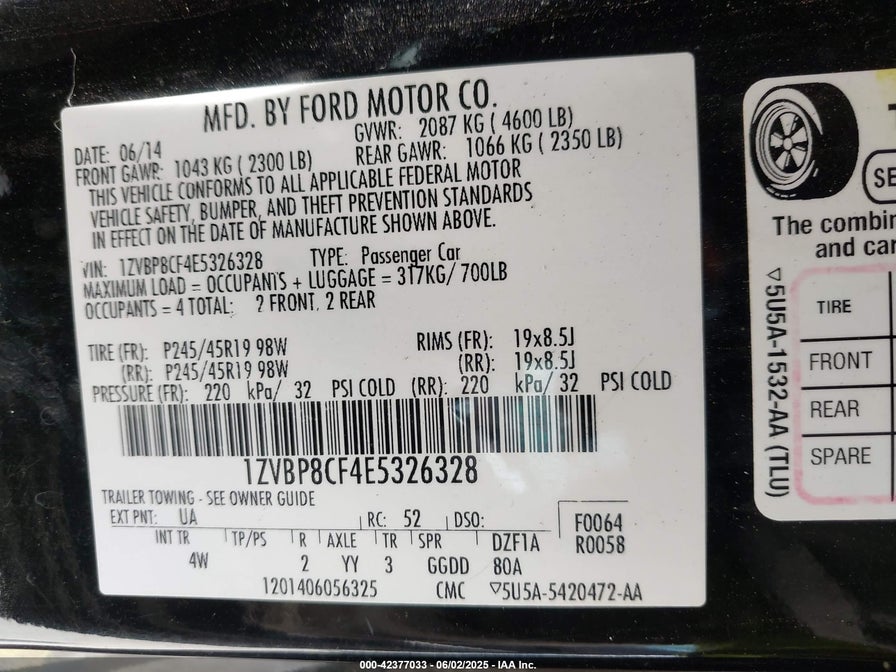 MFD. BY FORD MOTOR CO.
DATE: 06/14 GVWR: 2087 KG ( 4600 LB)
FRONT GAWR: 1043 KG ( 2300 LB) REAR GAWR: 1066 KG ( 2350 LB)
THIS VEHICLE CONFORMS TO ALL APPLICABLE FEDERAL MOTOR
VEHICLE SAFETY, BUMPER, AND THEFT PREVENTION STANDARDS
IN EFFECT ON THE DATE OF MANUFACTURE SHOWN ABOVE.
VIN: 1ZVBP8CF4E5326328 TYPE: Passenger Car
MAXIMUM LOAD = OCCUPANTS + LUGGAGE = 317KG/ 700LB
OCCUPANTS = 4 TOTAL: 2 FRONT, 2 REAR
TIRE (FR): P245/45R19 98W RIMS (FR): 19x8.5J
(RR): P245/45R19 98W (RR): 19x8.5J
PRESSURE (FR): 220 kPa/ 32 PSI COLD (RR): 220 kPa/ 32 PSI COLD
1ZVBP8CF4E5326328
TRAILER TOWING - SEE OWNER GUIDE
EXT PNT: UA RC: 52 DSO: F0064
INT TR TP/PS R AXLE TR SPR DZF1A R0058
4W 2 YY 3 GGDD 80A
1201406056325 CMC ▽5U5A-5420472-AA
SE
The combin
and car
▽5U5A-1532-AA (TLU)
TIRE
FRONT
REAR
SPARE
000-42377033 - 06/02/2025 - IAA Inc.